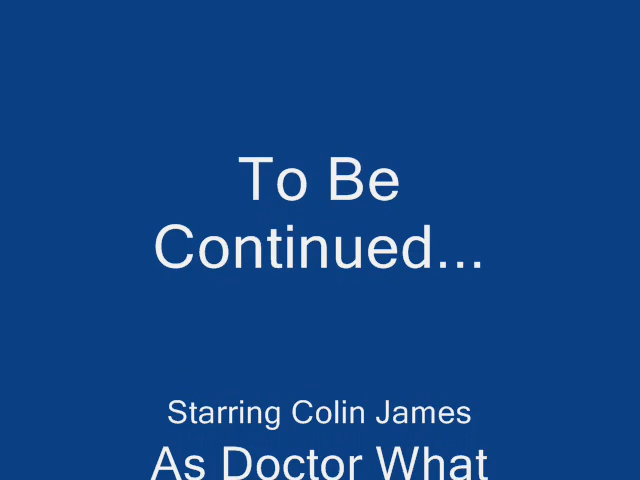 To Be
Continued...
Starring Colin James
As Doctor What